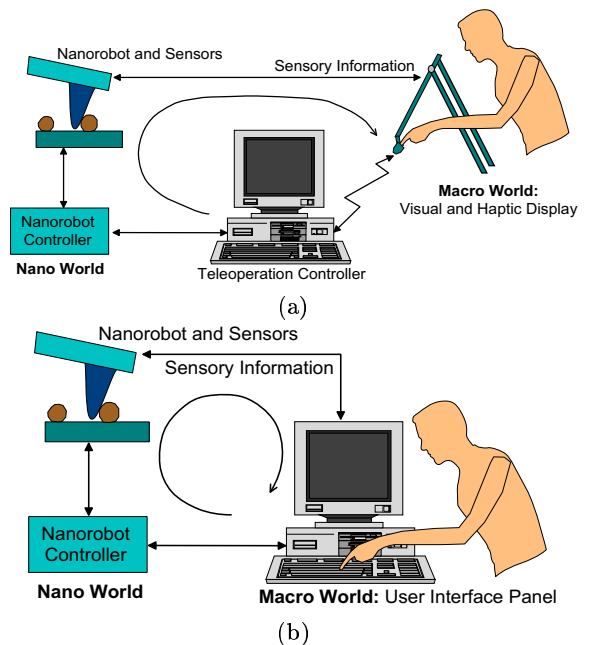 Nanorobot and Sensors
Sensory Information
Nanorobot
Controller
Nano World
Teleoperation Controller
Macro World:
Visual and Haptic Display
(a)
Nanorobot and Sensors
Sensory Information
Nanorobot
Controller
Nano World
Macro World: User Interface Panel
(b)